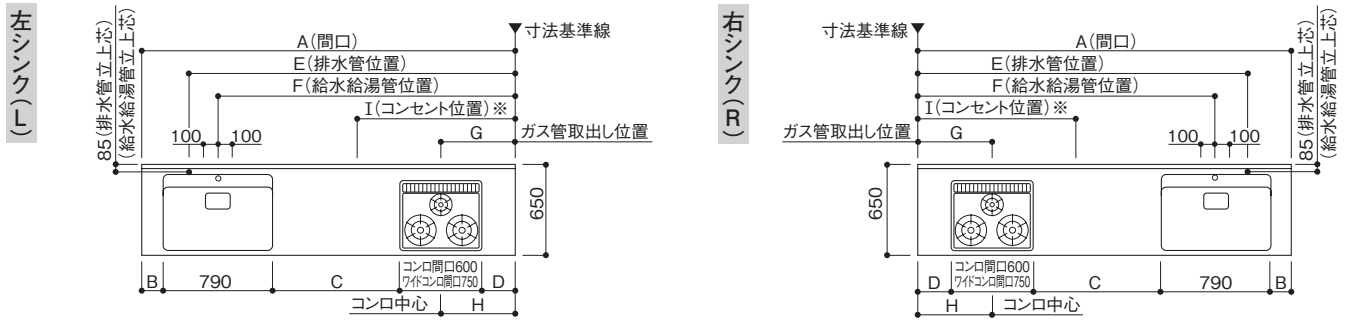 左シンク(L)
85(排水管立上芯)
(給水給湯管立上芯)
寸法基準線
A(間口)
E(排水管位置)
F(給水給湯管位置)
I(コンセント位置)※
100
100
G
ガス管取出し位置
650
B
790
C
コンロ間口600
ワイドコンロ間口750
D
コンロ中心
H
右シンク(R)
寸法基準線
A(間口)
E(排水管位置)
F(給水給湯管位置)
I(コンセント位置)※
ガス管取出し位置
G
100
100
85(排水管立上芯)
(給水給湯管立上芯)
650
D
コンロ間口600
ワイドコンロ間口750
C
790
B
H
コンロ中心